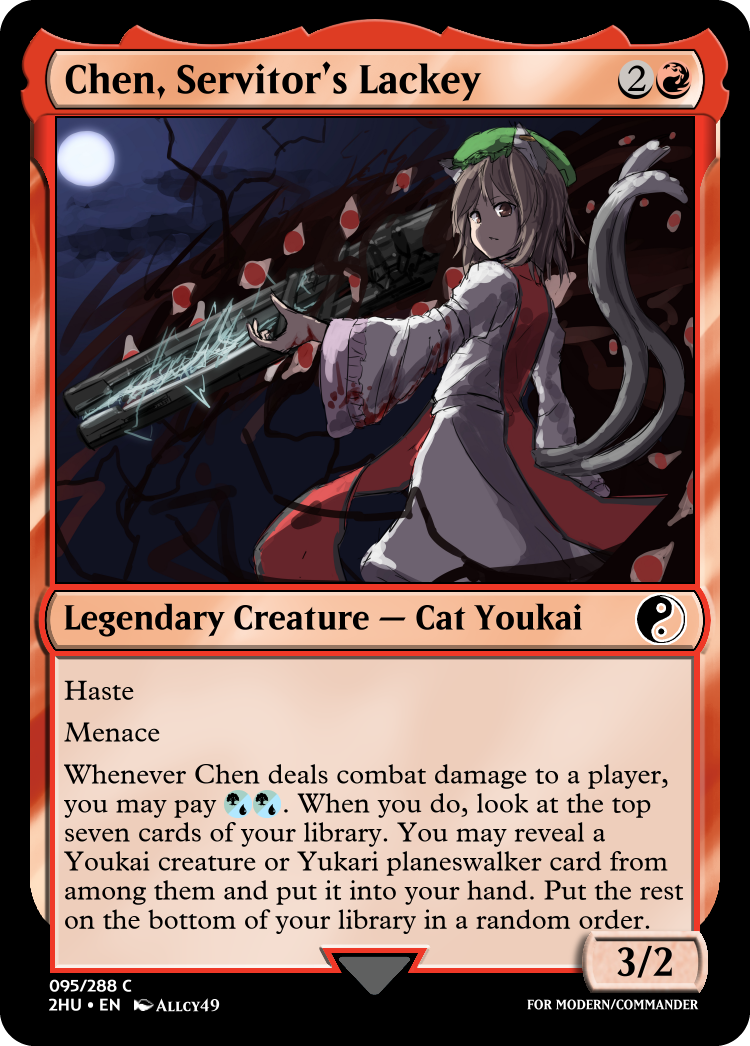 Chen, Servitor's Lackey 2
Legendary Creature — Cat Youkai
Haste
Menace
Whenever Chen deals combat damage to a player,
you may pay . When you do, look at the top
seven cards of your library. You may reveal a
Youkai creature or Yukari planeswalker card from
among them and put it into your hand. Put the rest
on the bottom of your library in a random order.
3/2
095/288 C
2HU • EN Allcy49
FOR MODERN/COMMANDER